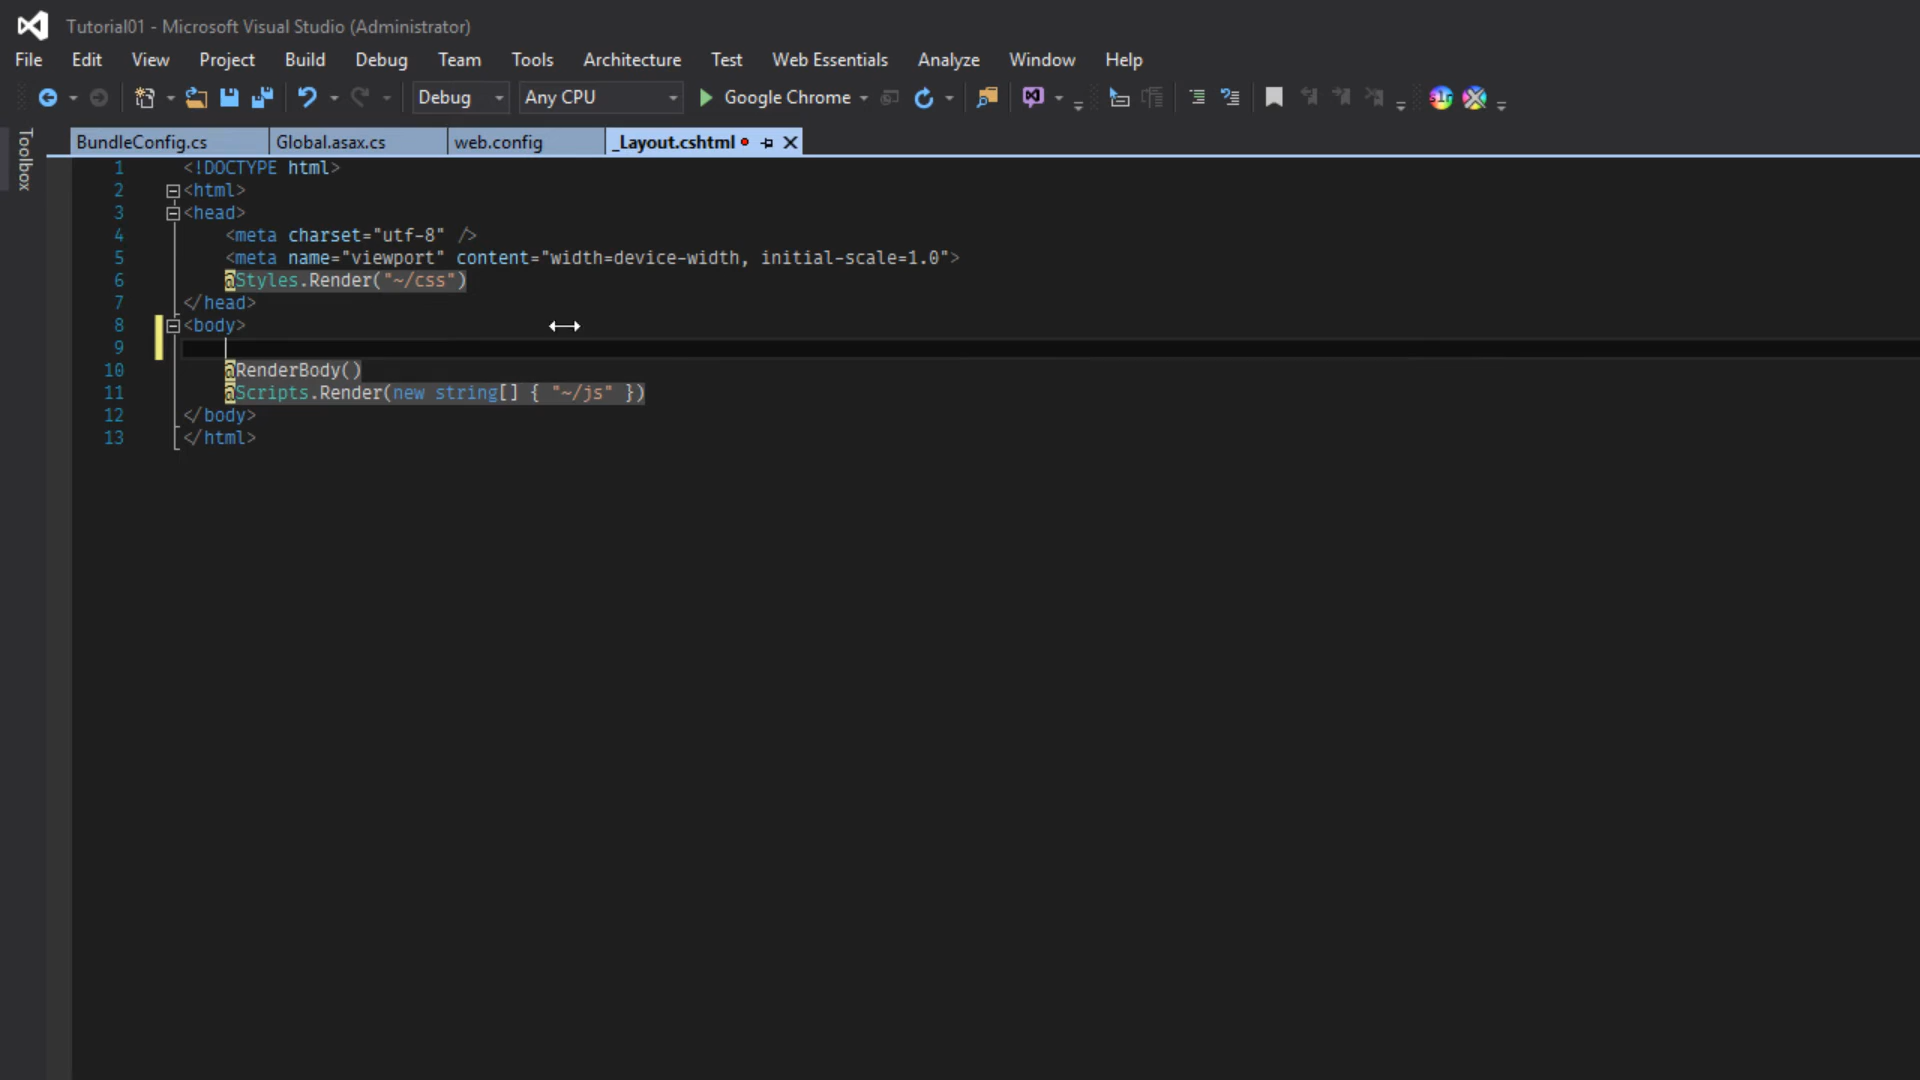 Tutorial01 - Microsoft Visual Studio (Administrator)
File Edit View Project Build Debug Team Tools Architecture Test Web Essentials Analyze Window Help
Debug Any CPU Google Chrome
Toolbox
BundleConfig.cs Global.asax.cs web.config _Layout.cshtml
1 <!DOCTYPE html>
2 <html>
3 <head>
4 <meta charset="utf-8" />
5 <meta name="viewport" content="width=device-width, initial-scale=1.0">
6 @Styles.Render("~/css")
7 </head>
8 <body>
9
10 @RenderBody()
11 @Scripts.Render(new string[] { "~/js" })
12 </body>
13 </html>